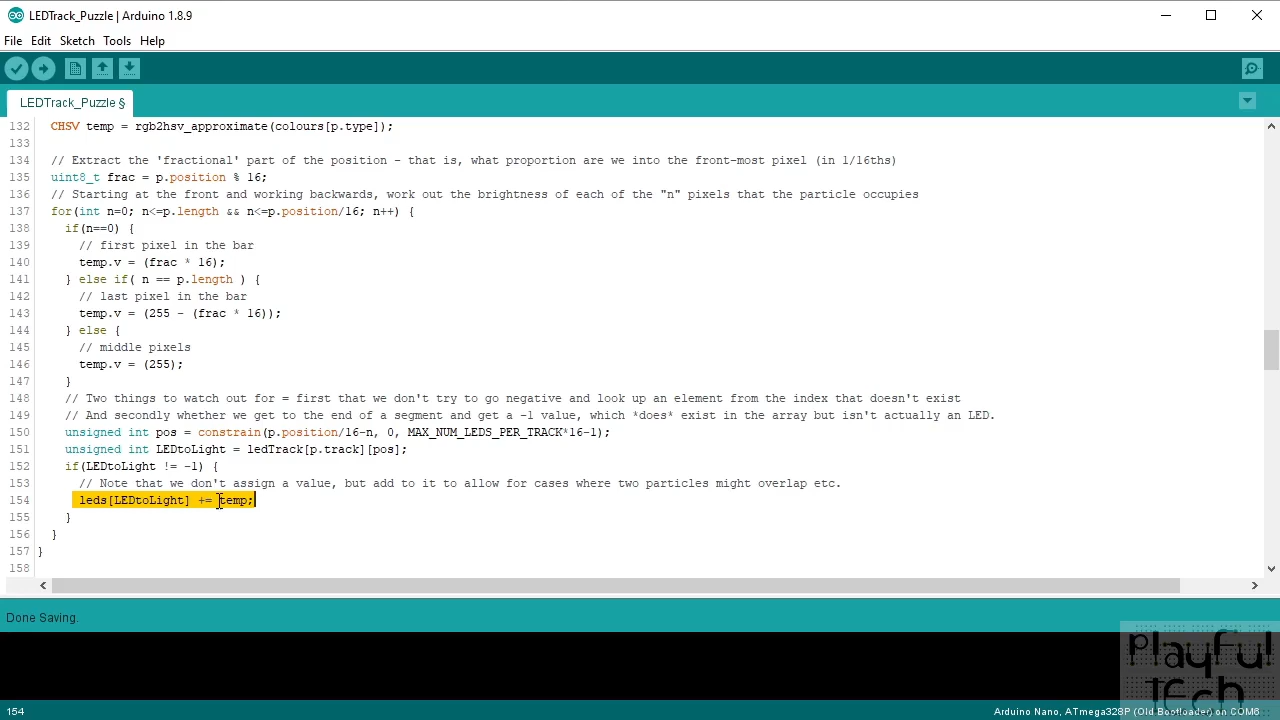 LEDTrack_Puzzle | Arduino 1.8.9
File Edit Sketch Tools Help
LEDTrack_Puzzle §
132 CHSV temp = rgb2hsv_approximate(colours[p.type]);
133
134 // Extract the 'fractional' part of the position - that is, what proportion are we into the front-most pixel (in 1/16ths)
135 uint8_t frac = p.position % 16;
136 // Starting at the front and working backwards, work out the brightness of each of the "n" pixels that the particle occupies
137 for(int n=0; n<=p.length && n<=p.position/16; n++) {
138 if(n==0) {
139 // first pixel in the bar
140 temp.v = (frac * 16);
141 } else if( n == p.length ) {
142 // last pixel in the bar
143 temp.v = (255 - (frac * 16));
144 } else {
145 // middle pixels
146 temp.v = (255);
147 }
148 // Two things to watch out for = first that we don't try to go negative and look up an element from the index that doesn't exist
149 // And secondly whether we get to the end of a segment and get a -1 value, which *does* exist in the array but isn't actually an LED.
150 unsigned int pos = constrain(p.position/16-n, 0, MAX_NUM_LEDS_PER_TRACK*16-1);
151 unsigned int LEDtoLight = ledTrack[p.track][pos];
152 if(LEDtoLight != -1) {
153 // Note that we don't assign a value, but add to it to allow for cases where two particles might overlap etc.
154 leds[LEDtoLight] += temp;
155 }
156 }
157 }
158
Done Saving.
Playful
Tech
154 Arduino Nano, ATmega328P (Old Bootloader) on COM6